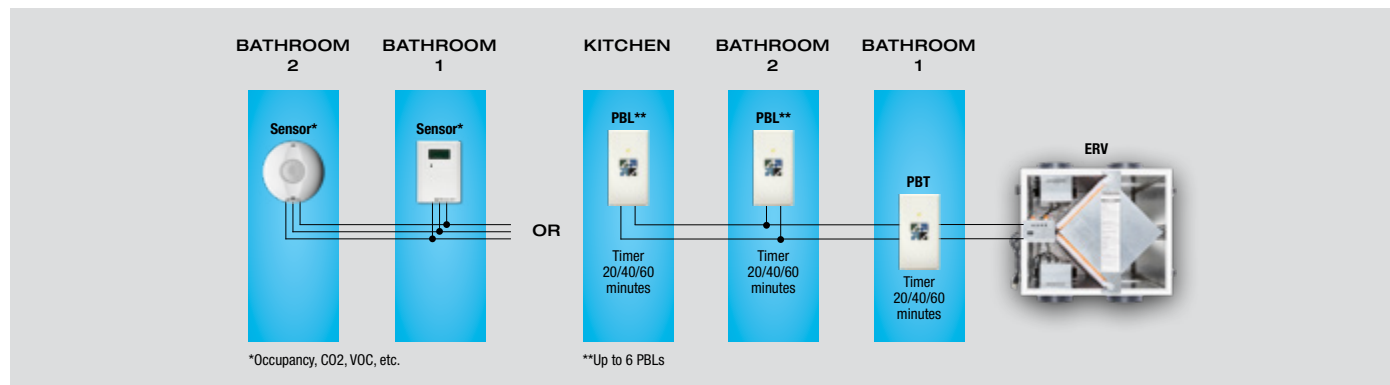 BATHROOM
2
BATHROOM
1
KITCHEN
BATHROOM
2
BATHROOM
1
Sensor*
Sensor*
PBL**
PBL**
PBT
ERV
OR
Timer
20/40/60
minutes
Timer
20/40/60
minutes
Timer
20/40/60
minutes
*Occupancy, CO2, VOC, etc.
**Up to 6 PBLs